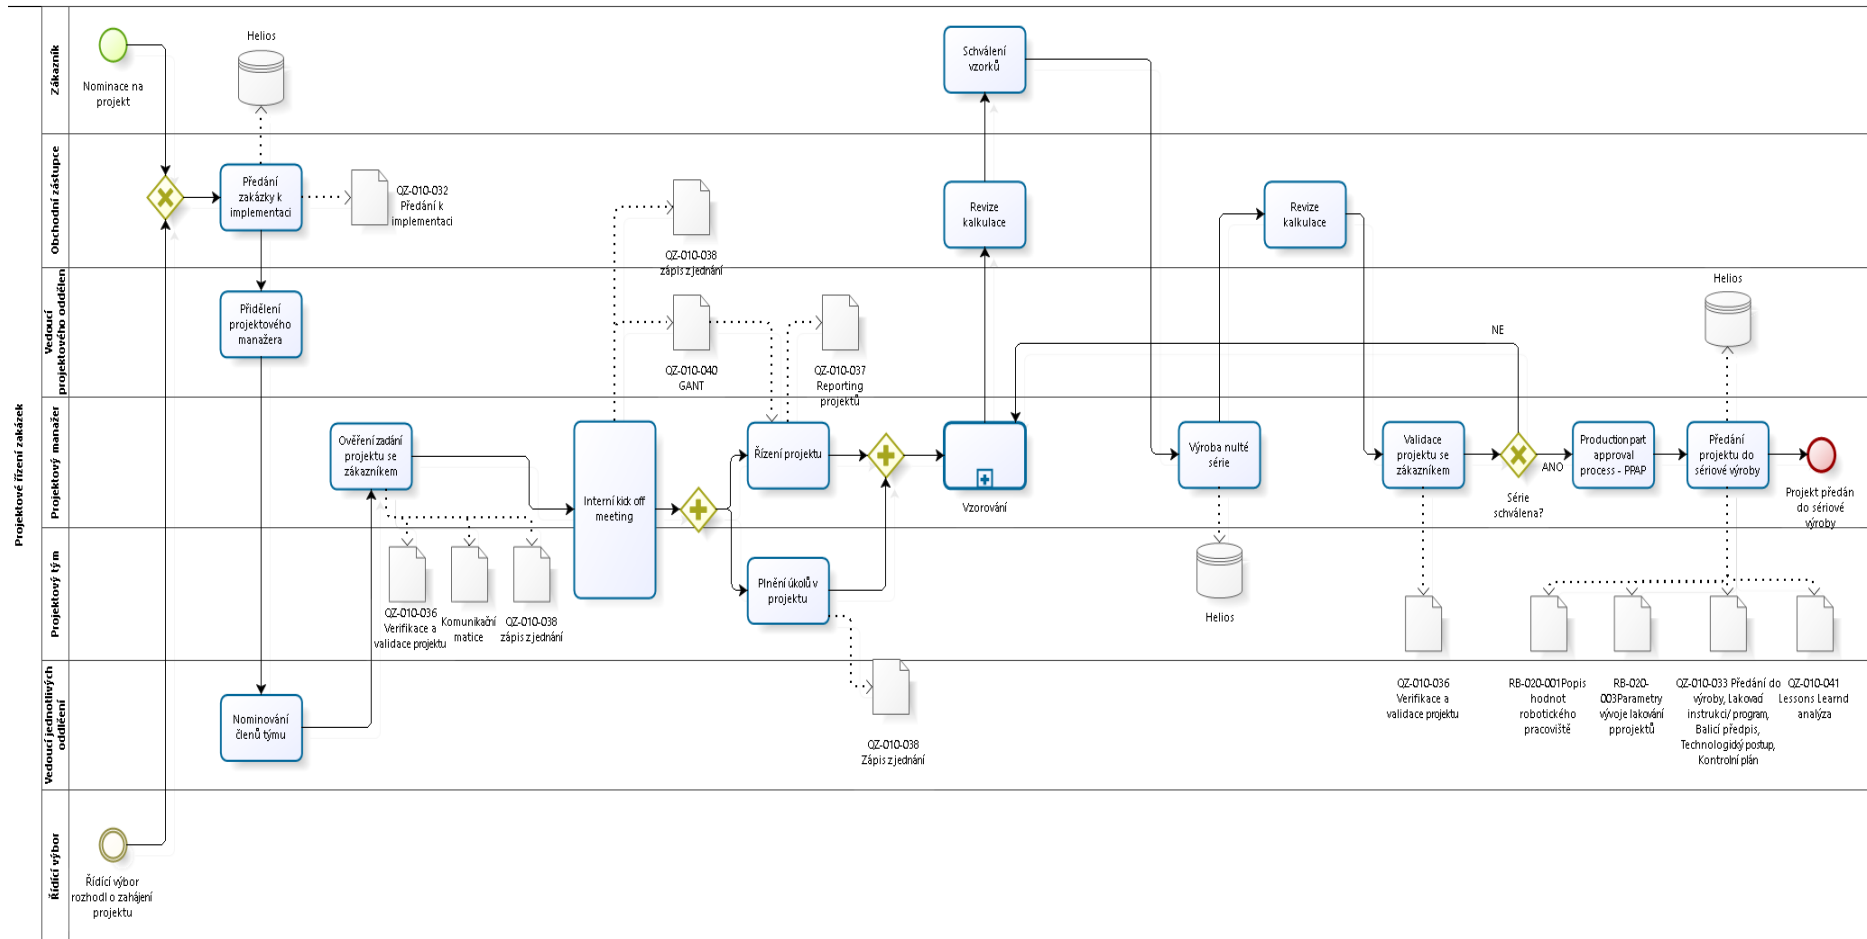 Projektové řízení zakázek
Zákazník
Nominace na
projekt
Helios
Schválení
vzorků
Obchodní zástupce
Předání
zakázky k
implementaci
QZ-010-032
Předání k
implementaci
QZ-010-038
zápis z jednání
Revize
kalkulace
Revize
kalkulace
Vedoucí
projektového oddělen
Přidělení
projektového
manažera
QZ-010-040
GANT
QZ-010-037
Reporting
projektů
NE
Helios
Projektový manažer
Ověření zadání
projektu se
zákazníkem
Interní kick off
meeting
Řízení projektu
Vzorování
Výroba nulté
série
Validace
projektu se
zákazníkem
Série
schválena?
ANO
Production part
approval
process - PPAP
Předání
projektu do
sériové výroby
Projekt předán
do sériové
výroby
Projektový tým
QZ-010-036
Verifikace a
validace projektu
Komunikační
matice
QZ-010-038
zápis z jednání
Plnění úkolů v
projektu
Helios
Vedoucí jednotlivých
oddlčení
Nominování
členů týmu
QZ-010-038
Zápis z jednání
QZ-010-036
Verifikace a
validace projektu
RB-020-001Popis
hodnot
robotického
pracoviště
RB-020-
003Parametry
vývoje lakování
pprojektů
QZ-010-033 Předání do
výroby, Lakovací
instrukci/ program,
Balicí předpis,
Technologický postup,
Kontrolní plán
QZ-010-041
Lessons Learnd
analýza
Řídící výbor
Řídící výbor
rozhodl o zahájení
projektu